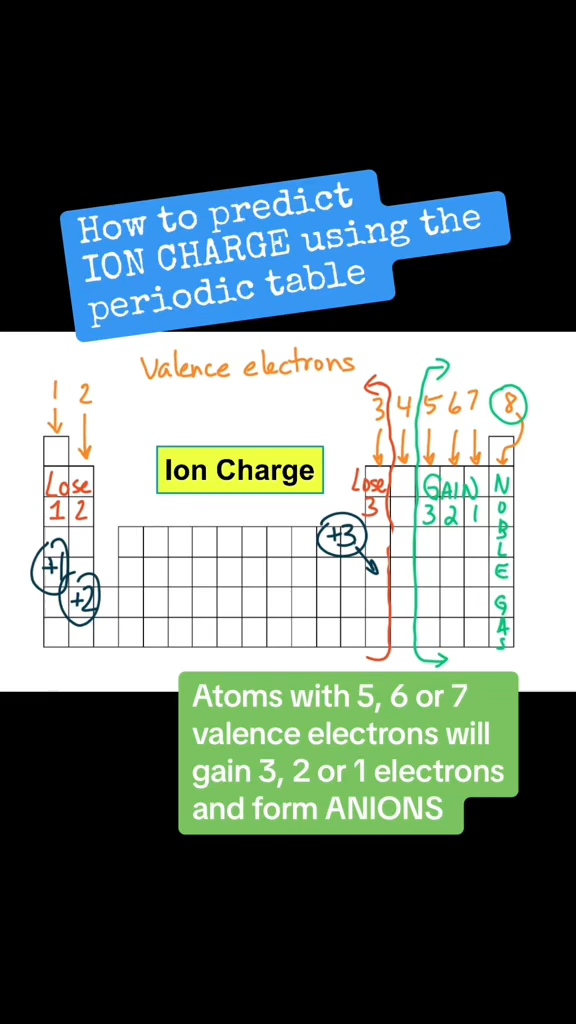 How to predict
ION CHARGE using the
periodic table
Valence electrons
1 2 3 4 5 6 7 8
Ion Charge
Lose
1 2
Lose
3
GAIN
3 2 1
NOBLE GAS
+1
+2
+3
Atoms with 5, 6 or 7
valence electrons will
gain 3, 2 or 1 electrons
and form ANIONS